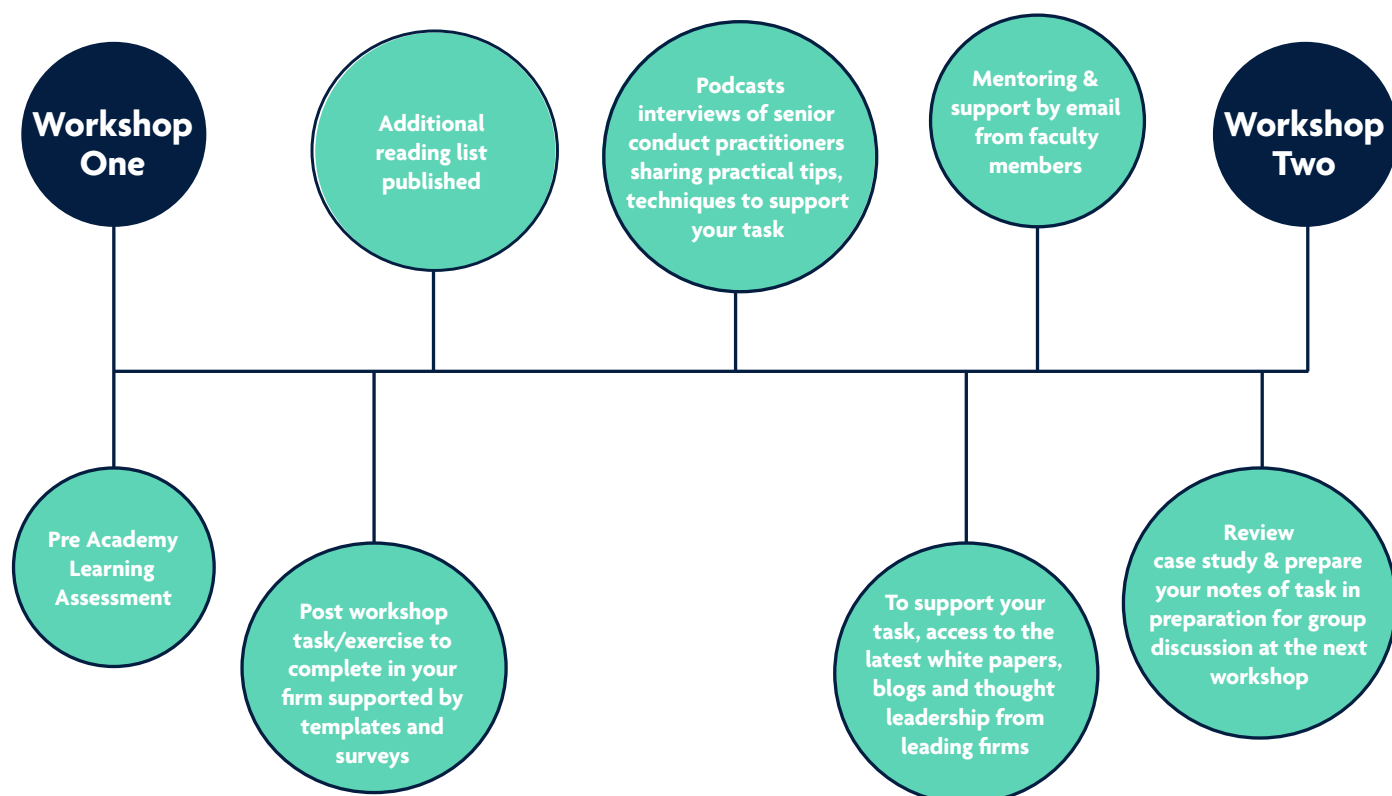 Workshop
One
Additional
reading list
published
Podcasts
interviews of senior
conduct practitioners
sharing practical tips,
techniques to support
your task
Mentoring &
support by email
from faculty
members
Workshop
Two
Pre Academy
Learning
Assessment
Post workshop
task/exercise to
complete in your
firm supported by
templates and
surveys
To support your
task, access to the
latest white papers,
blogs and thought
leadership from
leading firms
Review
case study & prepare
your notes of task in
preparation for group
discussion at the next
workshop